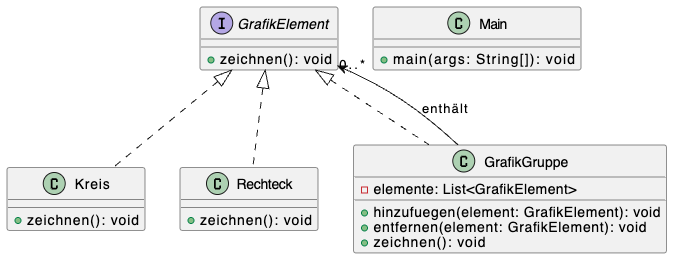 I GrafikElement
zeichnen(): void
C Main
main(args: String[]): void
0..*
enthält
C Kreis
zeichnen(): void
C Rechteck
zeichnen(): void
C GrafikGruppe
elemente: List<GrafikElement>
hinzufuegen(element: GrafikElement): void
entfernen(element: GrafikElement): void
zeichnen(): void